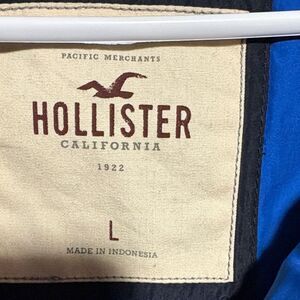 PACIFIC MERCHANTS
HOLLISTER
CALIFORNIA
1922
L
MADE IN INDONESIA